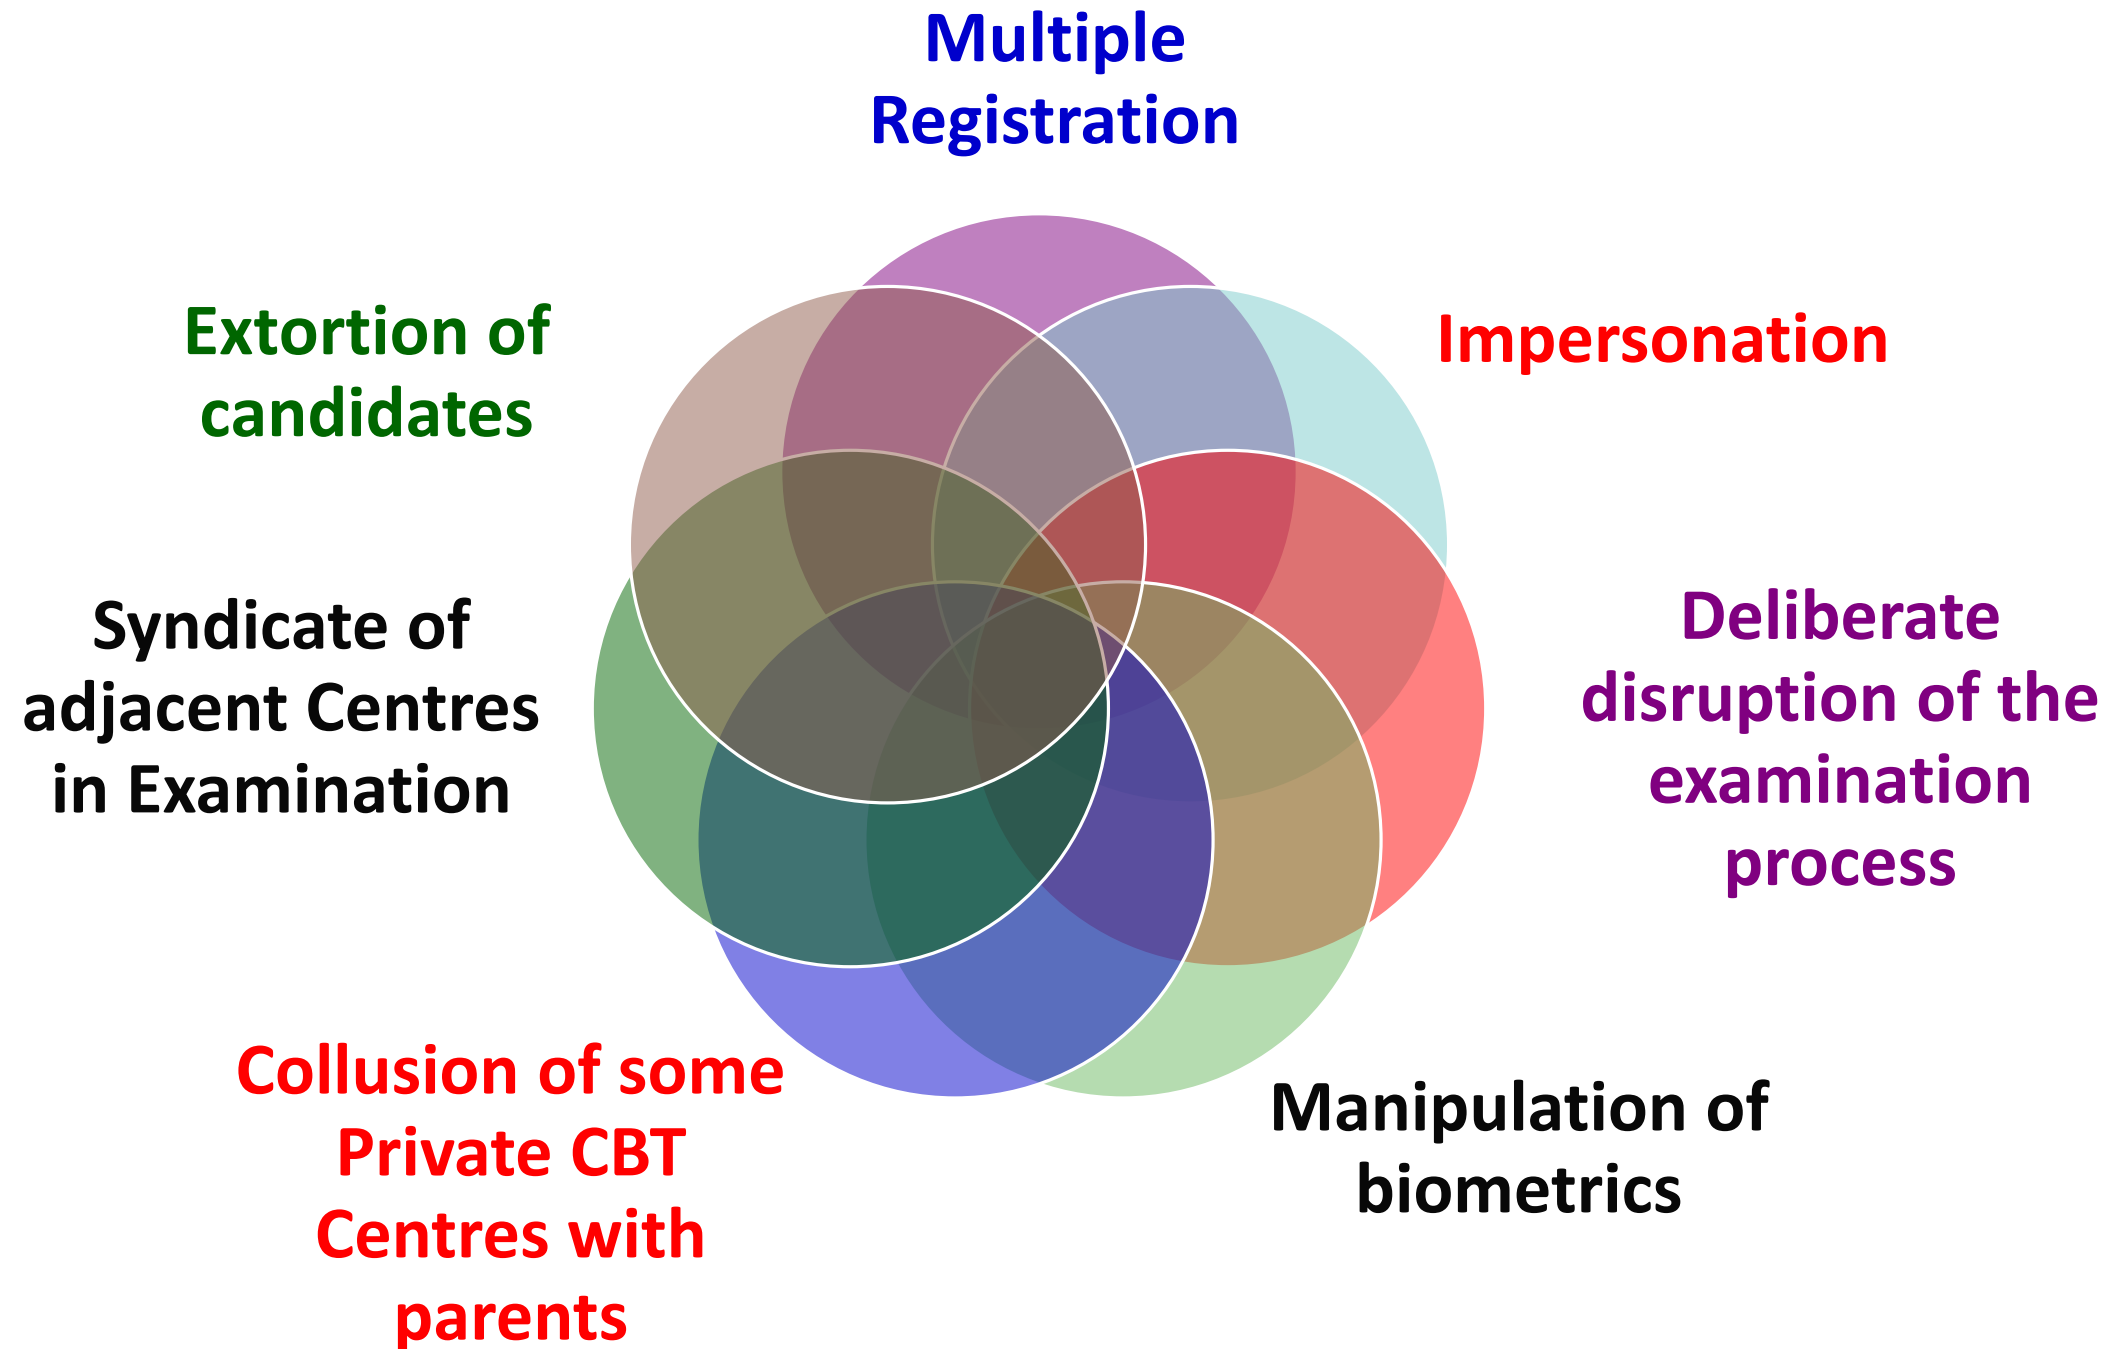 Multiple
Registration
Impersonation
Deliberate
disruption of the
examination
process
Manipulation of
biometrics
Collusion of some
Private CBT
Centres with
parents
Syndicate of
adjacent Centres
in Examination
Extortion of
candidates